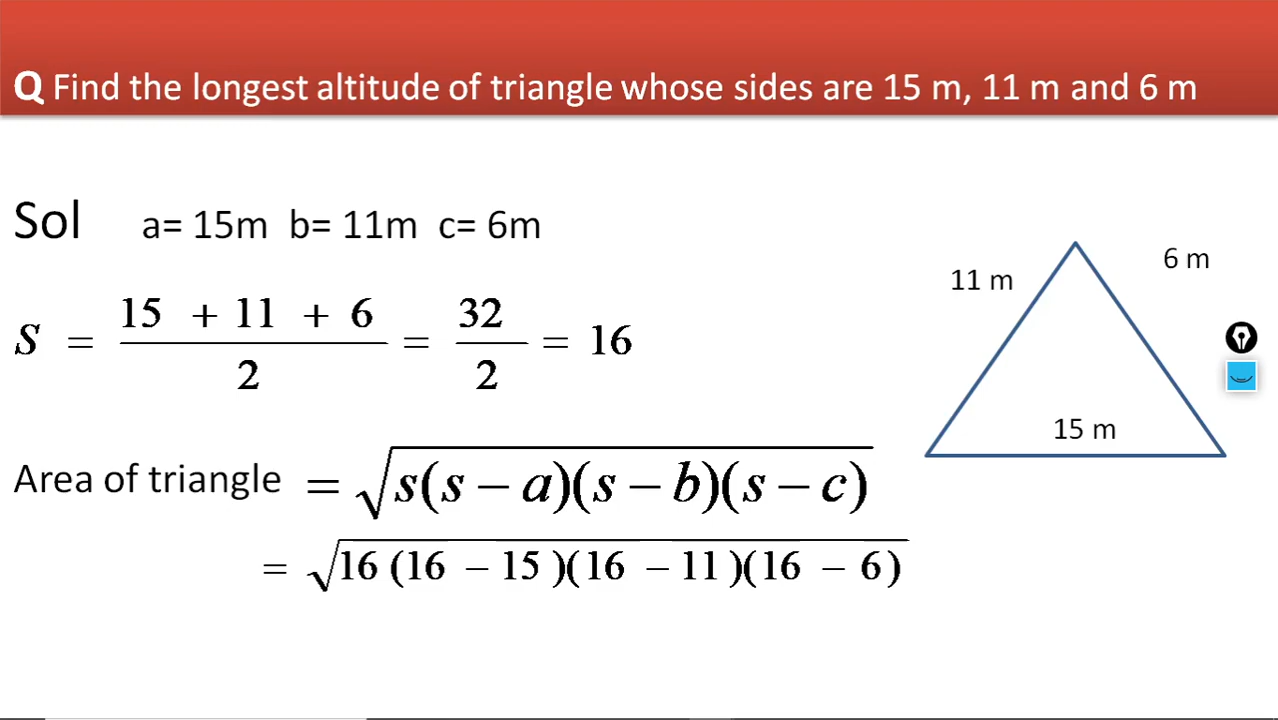 Q Find the longest altitude of triangle whose sides are 15 m, 11 m and 6 m
Sol a= 15m b= 11m c= 6m
11 m
6 m
S = (15 + 11 + 6)/2 = 32/2 = 16
15 m
Area of triangle = √s(s − a)(s − b)(s − c)
= √16 (16 − 15 )(16 − 11 )(16 − 6 )